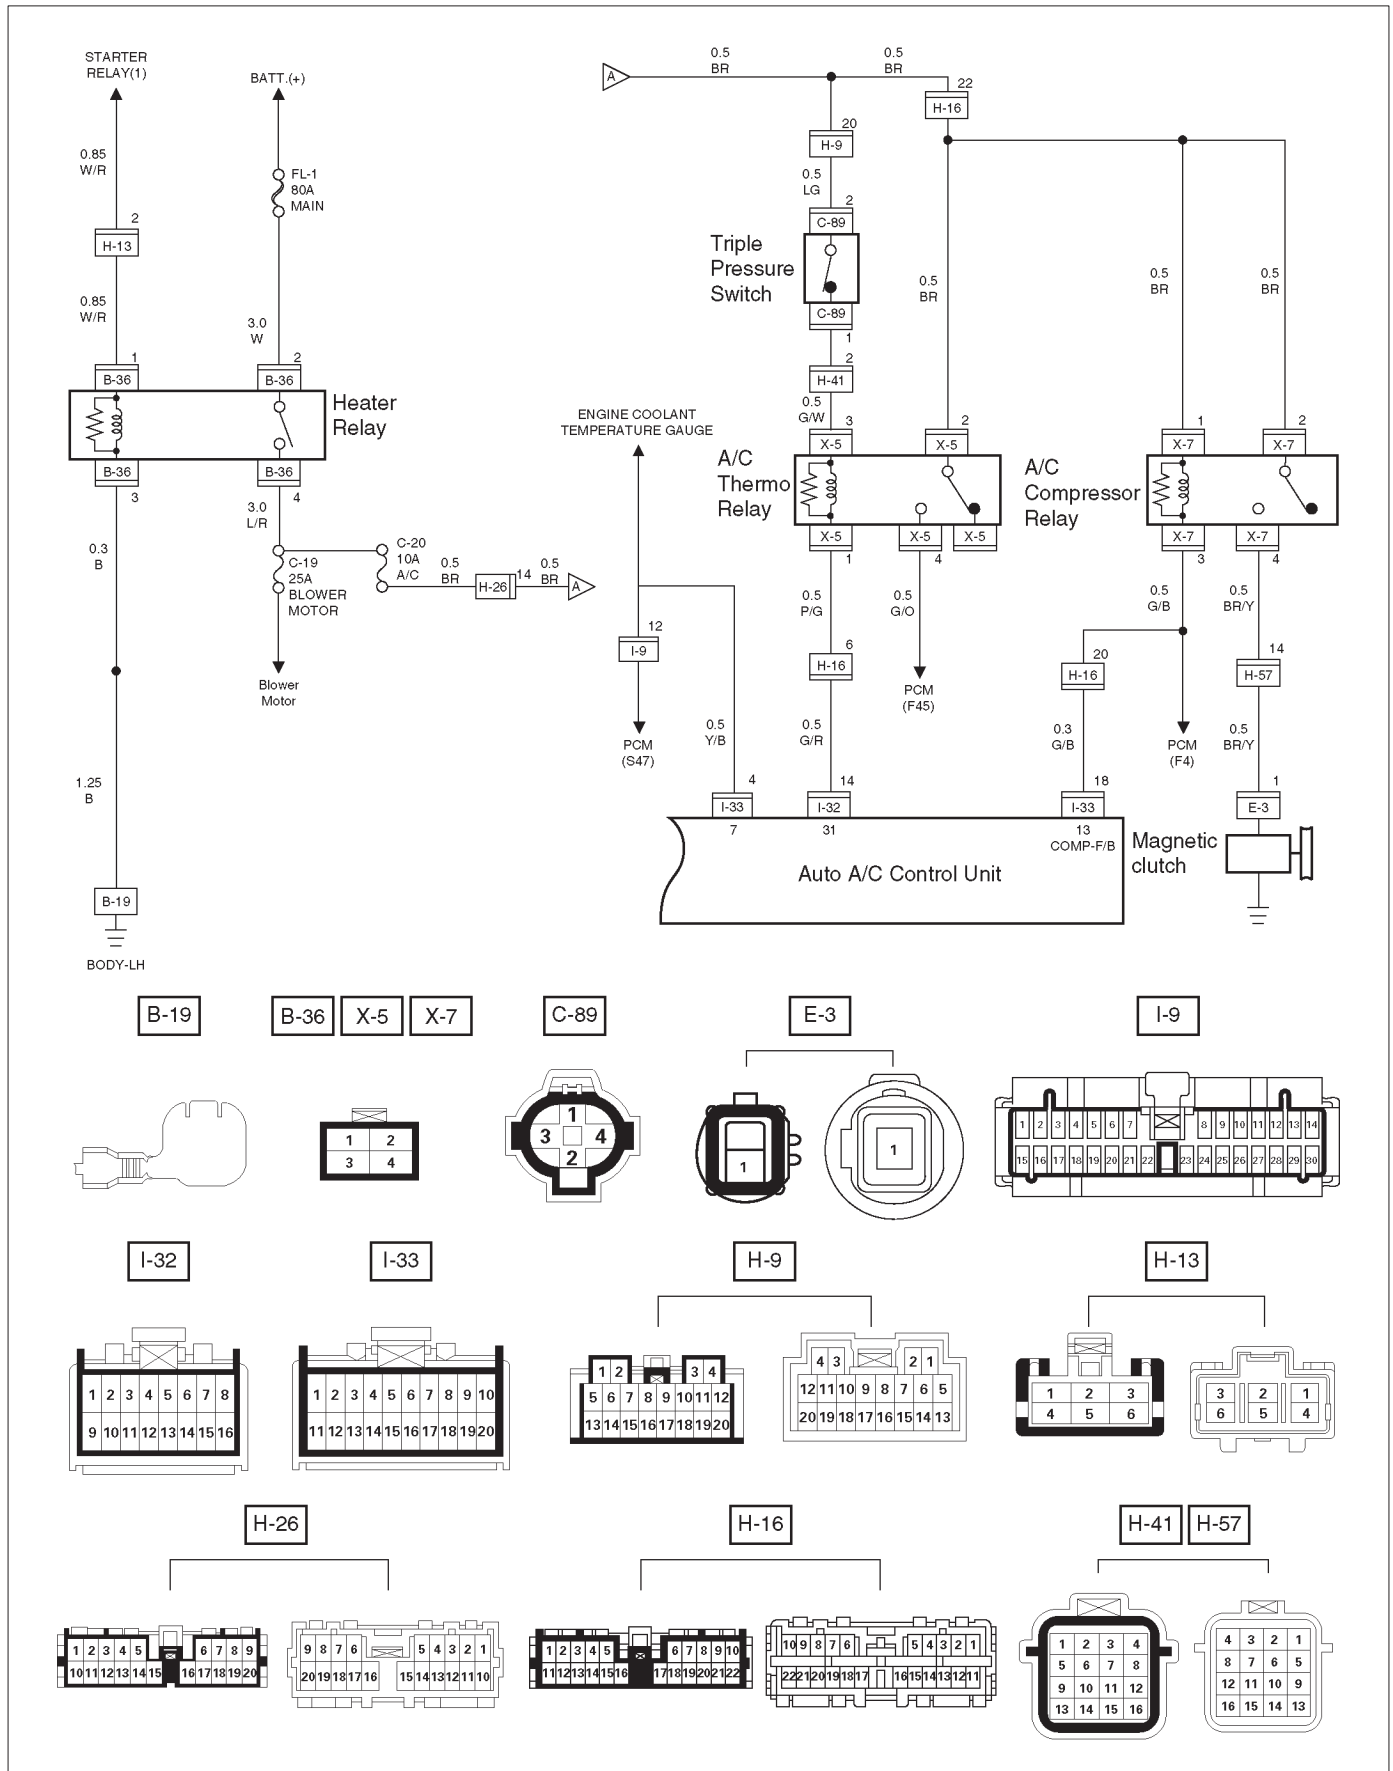 STARTER
RELAY(1)
BATT.(+)
A
0.5
BR
0.5
BR
22
H-16
20
H-9
0.85
W/R
FL-1
80A
MAIN
0.5
LG
2
H-13
2
C-89
Triple
Pressure
Switch
C-89
1
0.5
BR
0.5
BR
0.5
BR
0.85
W/R
3.0
W
2
H-41
1
B-36
2
B-36
Heater
Relay
0.5
G/W
ENGINE COOLANT
TEMPERATURE GAUGE
3
X-5
2
X-5
1
X-7
2
X-7
A/C
Thermo
Relay
A/C
Compressor
Relay
B-36
3
B-36
4
3.0
L/R
X-5
1
X-5
4
X-5
X-7
3
X-7
4
0.3
B
C-19
25A
BLOWER
MOTOR
C-20
10A
A/C
0.5
BR
H-26
14
0.5
BR
A
0.5
P/G
0.5
G/O
0.5
G/B
0.5
BR/Y
12
I-9
6
H-16
20
H-16
14
H-57
Blower
Motor
PCM
(F45)
0.5
Y/B
0.5
G/R
0.3
G/B
PCM
(S47)
PCM
(F4)
0.5
BR/Y
1.25
B
4
I-33
7
14
I-32
31
18
I-33
13
COMP-F/B
1
E-3
Magnetic
clutch
Auto A/C Control Unit
B-19
BODY-LH
B-19
B-36 X-5 X-7
C-89
E-3
I-9
1 2
3 4
1
3 4
2
1
1
1 2 3 4 5 6 7 8 9 10 11 12 13 14
15 16 17 18 19 20 21 22 23 24 25 26 27 28 29 30
I-32
I-33
H-9
H-13
1 2 3 4 5 6 7 8
9 10 11 12 13 14 15 16
1 2 3 4 5 6 7 8 9 10
11 12 13 14 15 16 17 18 19 20
1 2 3 4
5 6 7 8 9 10 11 12
13 14 15 16 17 18 19 20
4 3 2 1
12 11 10 9 8 7 6 5
20 19 18 17 16 15 14 13
1 2 3
4 5 6
3 2 1
6 5 4
H-26
H-16
H-41 H-57
1 2 3 4 5 6 7 8 9
10 11 12 13 14 15 16 17 18 19 20
9 8 7 6 5 4 3 2 1
20 19 18 17 16 15 14 13 12 11 10
1 2 3 4 5 6 7 8 9 10
11 12 13 14 15 16 17 18 19 20 21 22
10 9 8 7 6 5 4 3 2 1
22 21 20 19 18 17 16 15 14 13 12 11
1 2 3 4
5 6 7 8
9 10 11 12
13 14 15 16
4 3 2 1
8 7 6 5
12 11 10 9
16 15 14 13